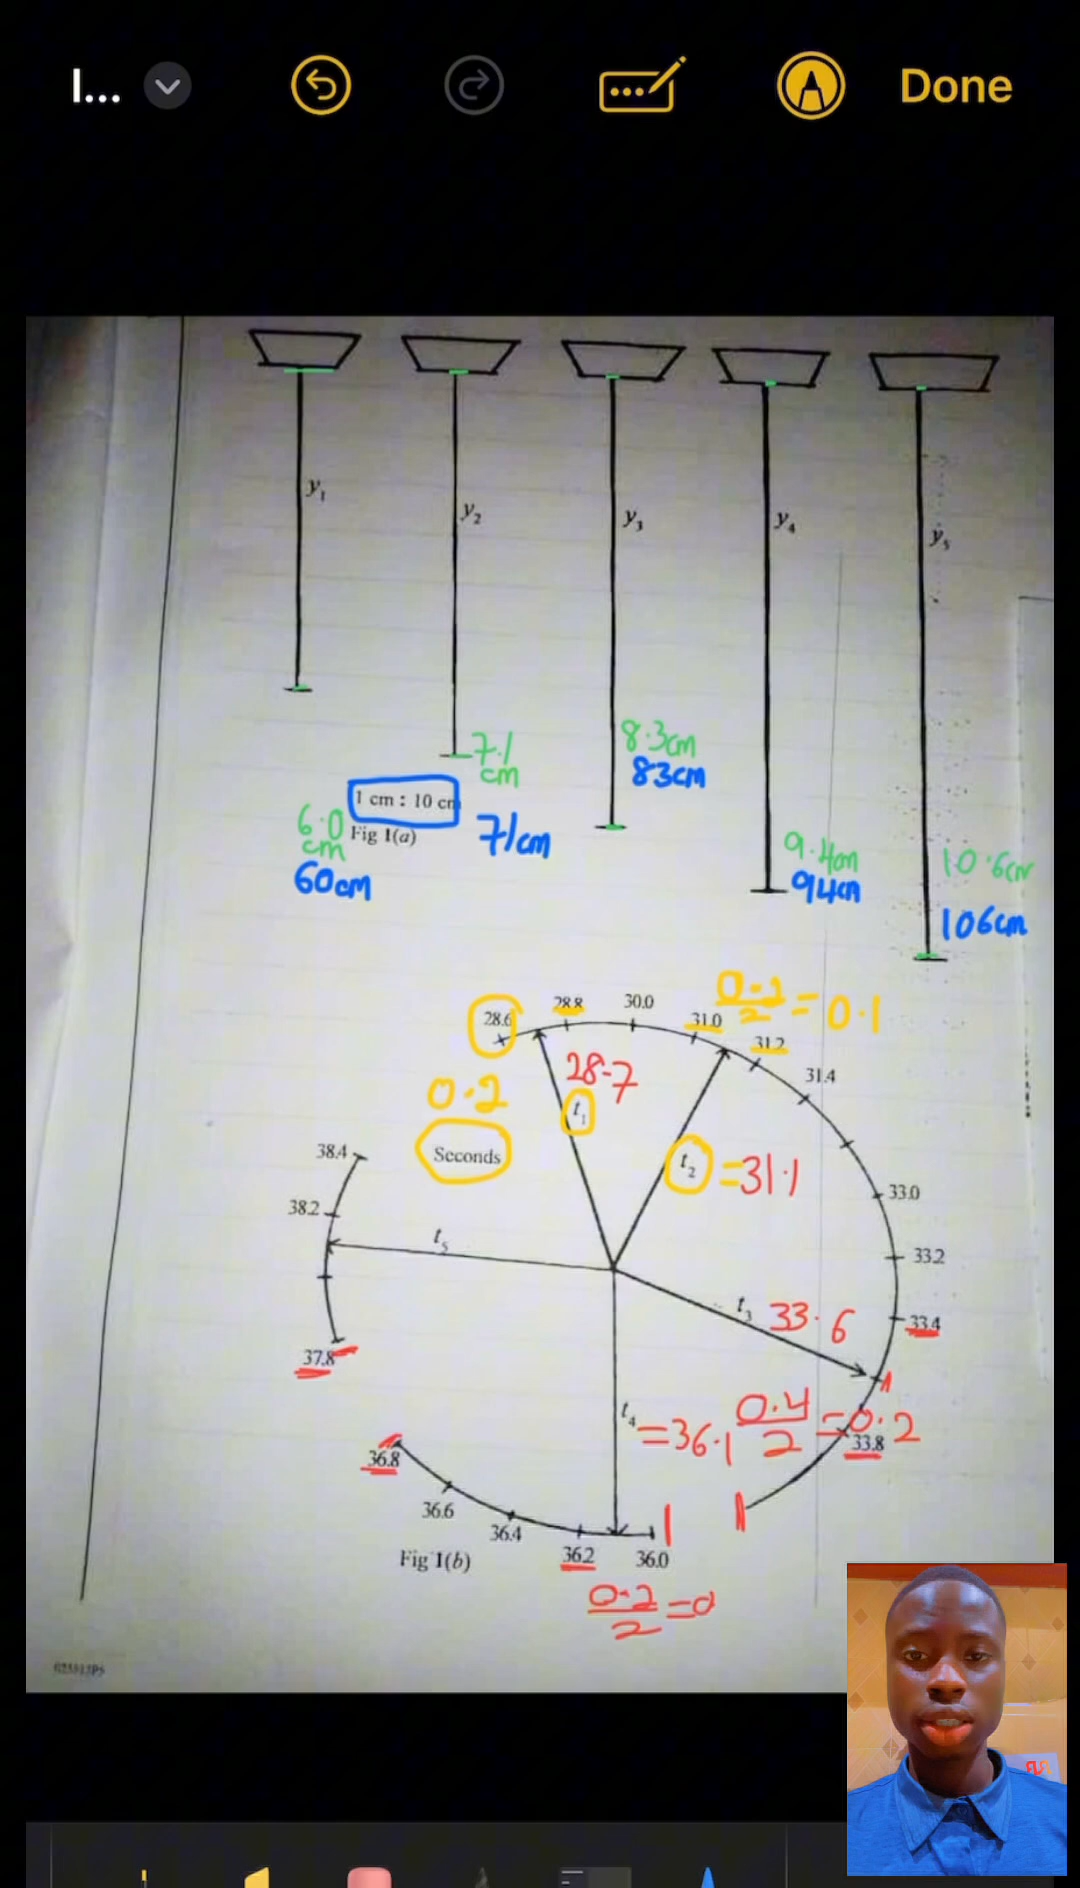 I...
Done
y₁
y₂
y₃
y₄
y₅
7.1
cm
8.3cm
83cm
1 cm : 10 cm
6.0
cm
Fig 1(a)
71cm
60cm
9.4cm
94cm
10.6cm
106cm
28.6
28.8
30.0
31.0
0.2/2 = 0.1
31.2
31.4
28.7
0.2
t₁
Seconds
t₂ =31.1
38.4
38.2
33.0
33.2
t₅
t₃ 33.6
33.4
37.8
t₄ =36.1
0.4/2 =0.2
33.8
36.8
36.6
36.4
36.2
36.0
Fig 1(b)
0.2/2 =0